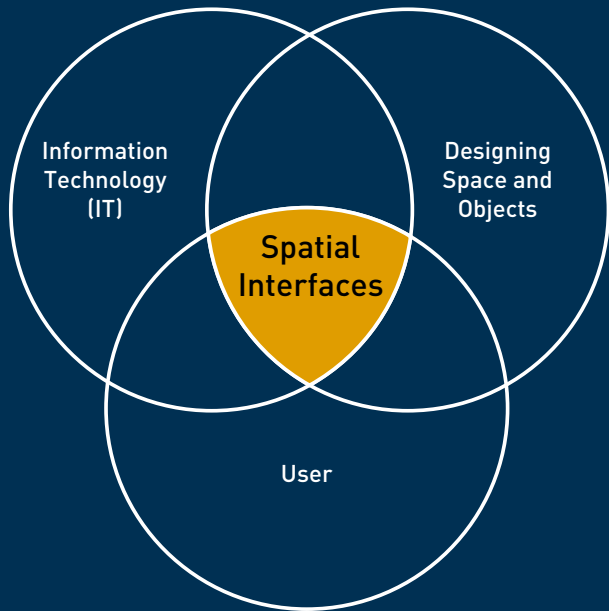 Information
Technology
(IT)
Designing
Space and
Objects
Spatial
Interfaces
User